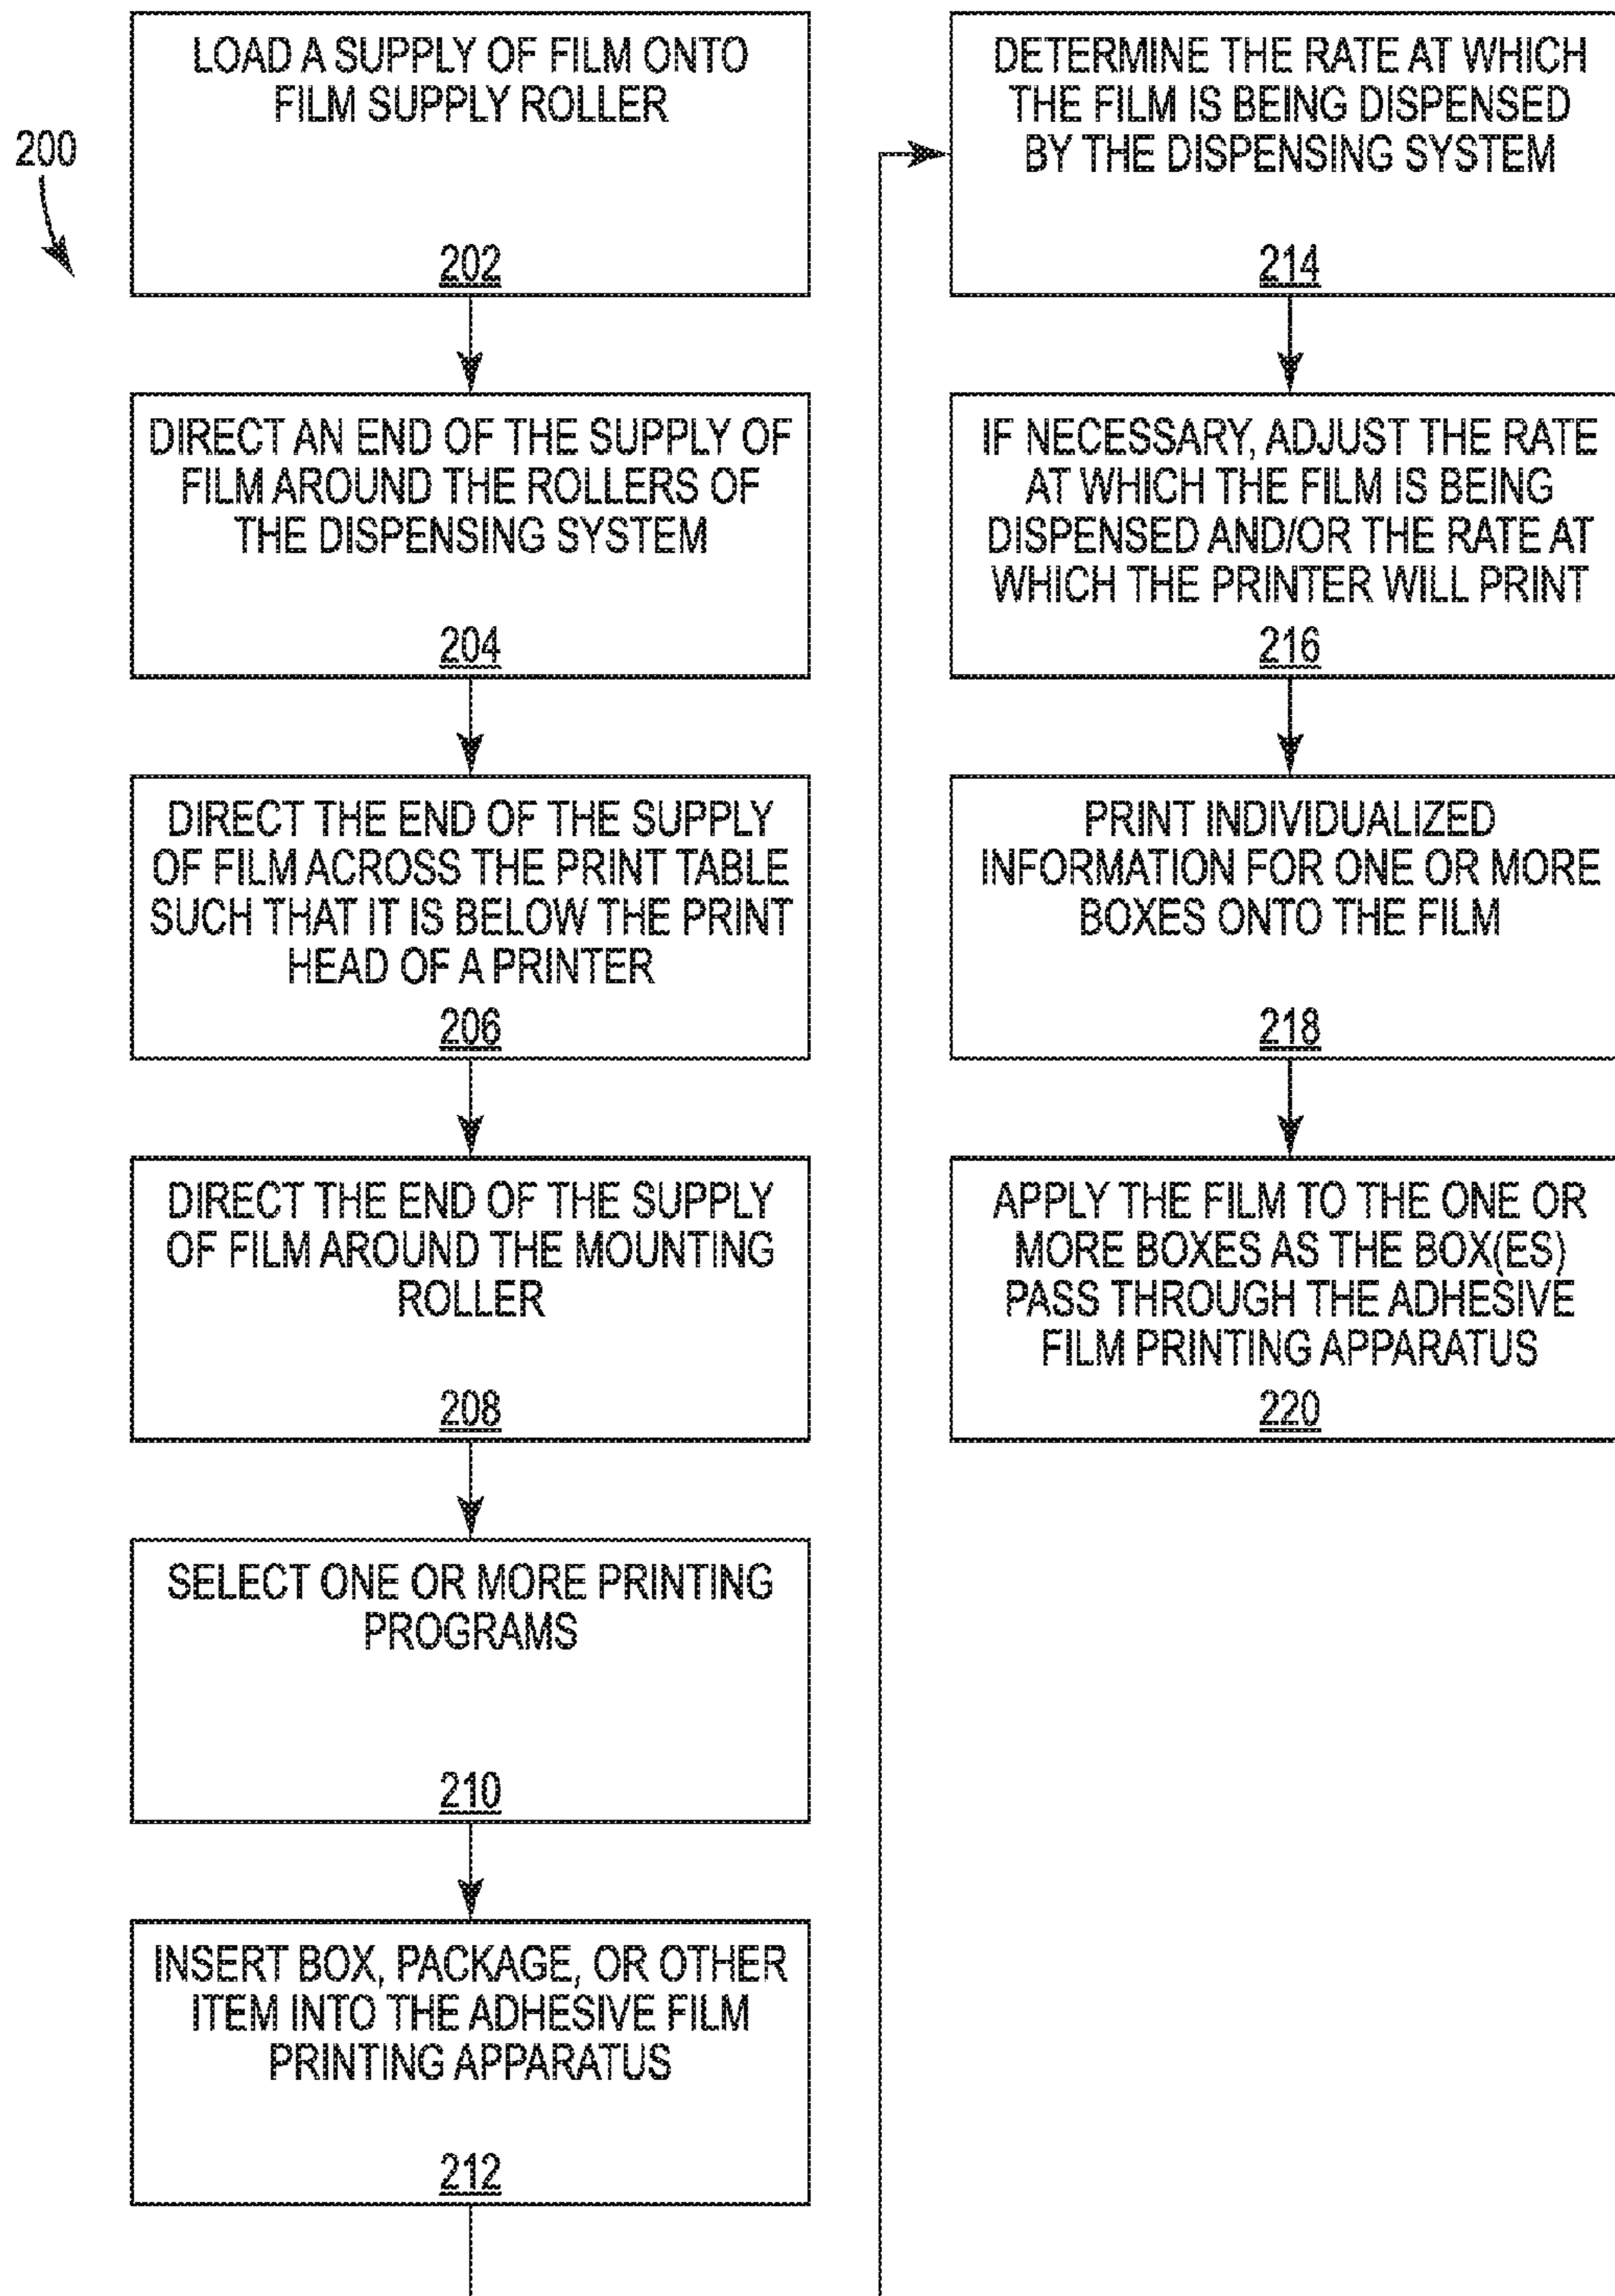 200
LOAD A SUPPLY OF FILM ONTO
FILM SUPPLY ROLLER
202
DIRECT AN END OF THE SUPPLY OF
FILM AROUND THE ROLLERS OF
THE DISPENSING SYSTEM
204
DIRECT THE END OF THE SUPPLY
OF FILM ACROSS THE PRINT TABLE
SUCH THAT IT IS BELOW THE PRINT
HEAD OF A PRINTER
206
DIRECT THE END OF THE SUPPLY
OF FILM AROUND THE MOUNTING
ROLLER
208
SELECT ONE OR MORE PRINTING
PROGRAMS
210
INSERT BOX, PACKAGE, OR OTHER
ITEM INTO THE ADHESIVE FILM
PRINTING APPARATUS
212
DETERMINE THE RATE AT WHICH
THE FILM IS BEING DISPENSED
BY THE DISPENSING SYSTEM
214
IF NECESSARY, ADJUST THE RATE
AT WHICH THE FILM IS BEING
DISPENSED AND/OR THE RATE AT
WHICH THE PRINTER WILL PRINT
216
PRINT INDIVIDUALIZED
INFORMATION FOR ONE OR MORE
BOXES ONTO THE FILM
218
APPLY THE FILM TO THE ONE OR
MORE BOXES AS THE BOX(ES)
PASS THROUGH THE ADHESIVE
FILM PRINTING APPARATUS
220